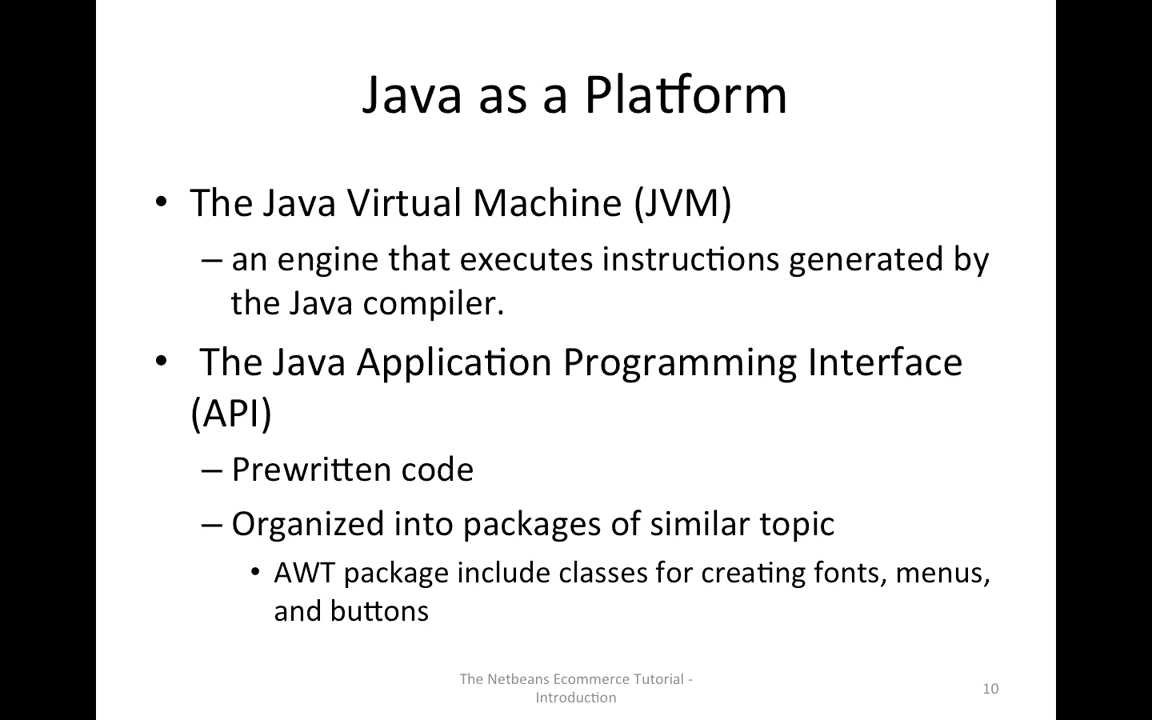 Java as a Platform
• The Java Virtual Machine (JVM)
– an engine that executes instructions generated by
the Java compiler.
• The Java Application Programming Interface
(API)
– Prewritten code
– Organized into packages of similar topic
• AWT package include classes for creating fonts, menus,
and buttons
The Netbeans Ecommerce Tutorial -
Introduction
10